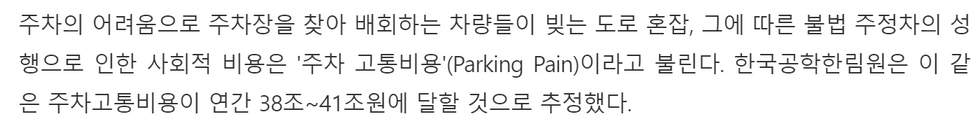 주차의 어려움으로 주차장을 찾아 배회하는 차량들이 빚는 도로 혼잡, 그에 따른 불법 주정차의 성
행으로 인한 사회적 비용은 '주차 고통비용'(Parking Pain)이라고 불린다. 한국공학한림원은 이 같
은 주차고통비용이 연간 38조~41조원에 달할 것으로 추정했다.